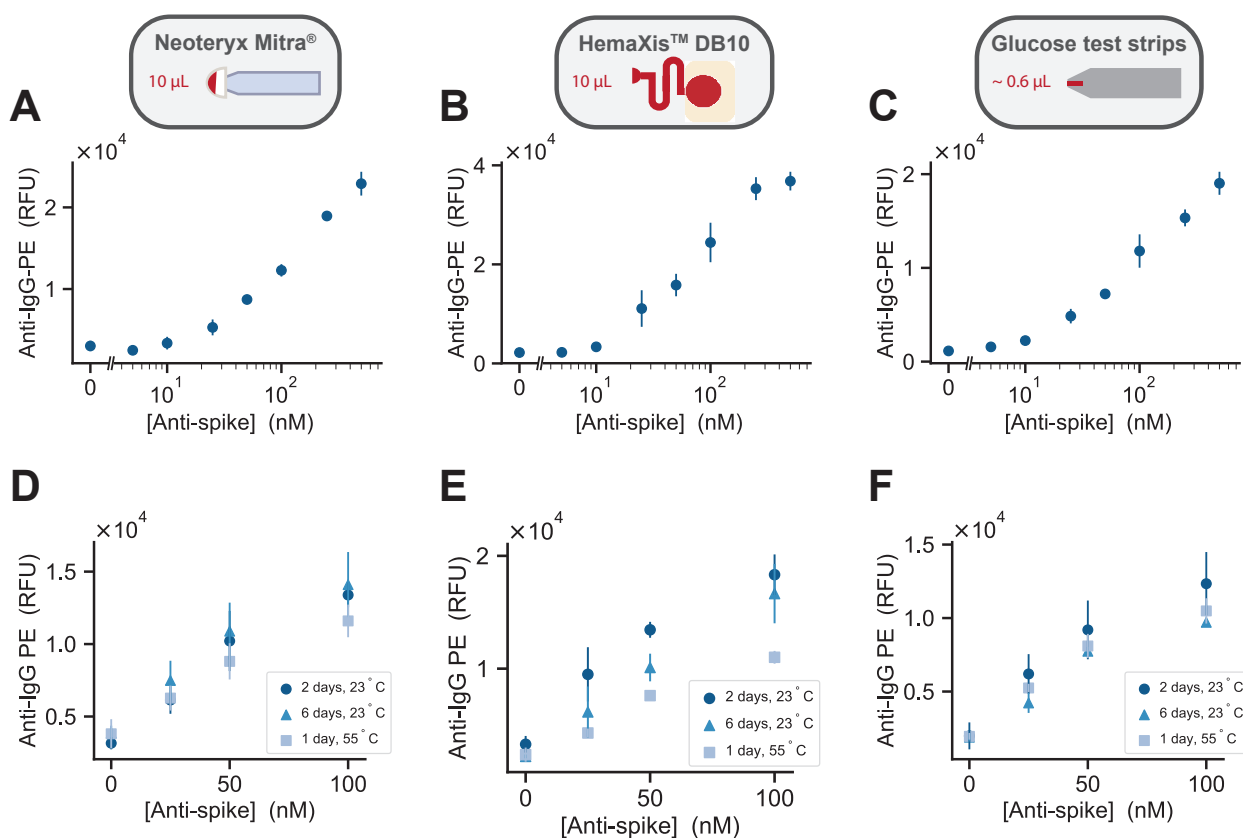 Neoteryx Mitra®
10 µL
HemaXis™ DB10
10 µL
Glucose test strips
~ 0.6 µL
A
×10⁴
Anti-IgG-PE (RFU)
2
1
0
10¹
10²
[Anti-spike] (nM)
B
×10⁴
Anti-IgG-PE (RFU)
4
2
0
0
10¹
10²
[Anti-spike] (nM)
C
×10⁴
Anti-IgG-PE (RFU)
2
1
0
0
10¹
10²
[Anti-spike] (nM)
D
×10⁴
Anti-IgG PE (RFU)
1.5
1.0
0.5
2 days, 23°C
6 days, 23°C
1 day, 55°C
0
50
100
[Anti-spike] (nM)
E
×10⁴
Anti-IgG PE (RFU)
2
1
2 days, 23°C
6 days, 23°C
1 day, 55°C
0
50
100
[Anti-spike] (nM)
F
×10⁴
Anti-IgG PE (RFU)
1.5
1.0
0.5
2 days, 23°C
6 days, 23°C
1 day, 55°C
0
50
100
[Anti-spike] (nM)